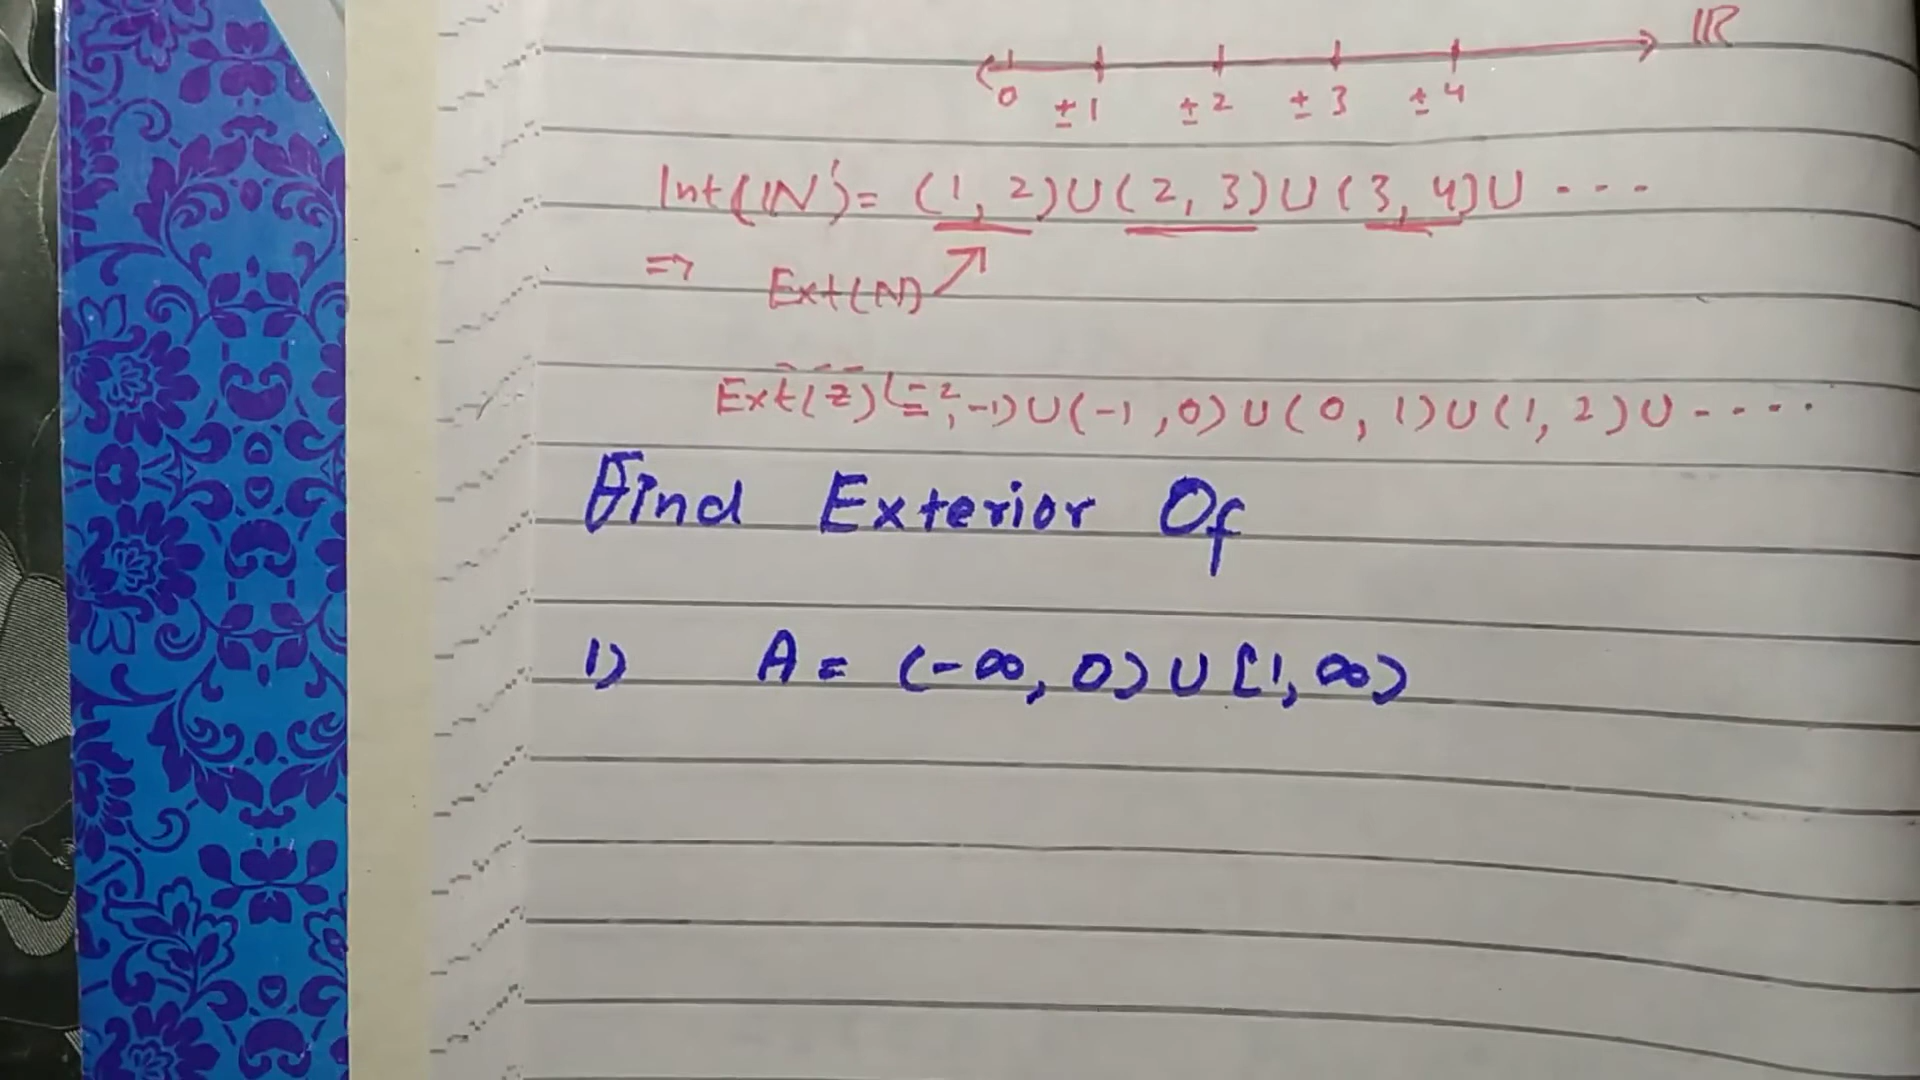 ℝ
0 ±1 ±2 ±3 ±4
Int(ℕ') = (1, 2) ∪ (2, 3) ∪ (3, 4) ∪ ---
⇒ Ext(N) ↗
Ext(Z) = (-2, -1) ∪ (-1, 0) ∪ (0, 1) ∪ (1, 2) ∪ ----
Find Exterior Of
1) A = (-∞, 0) ∪ [1, ∞)